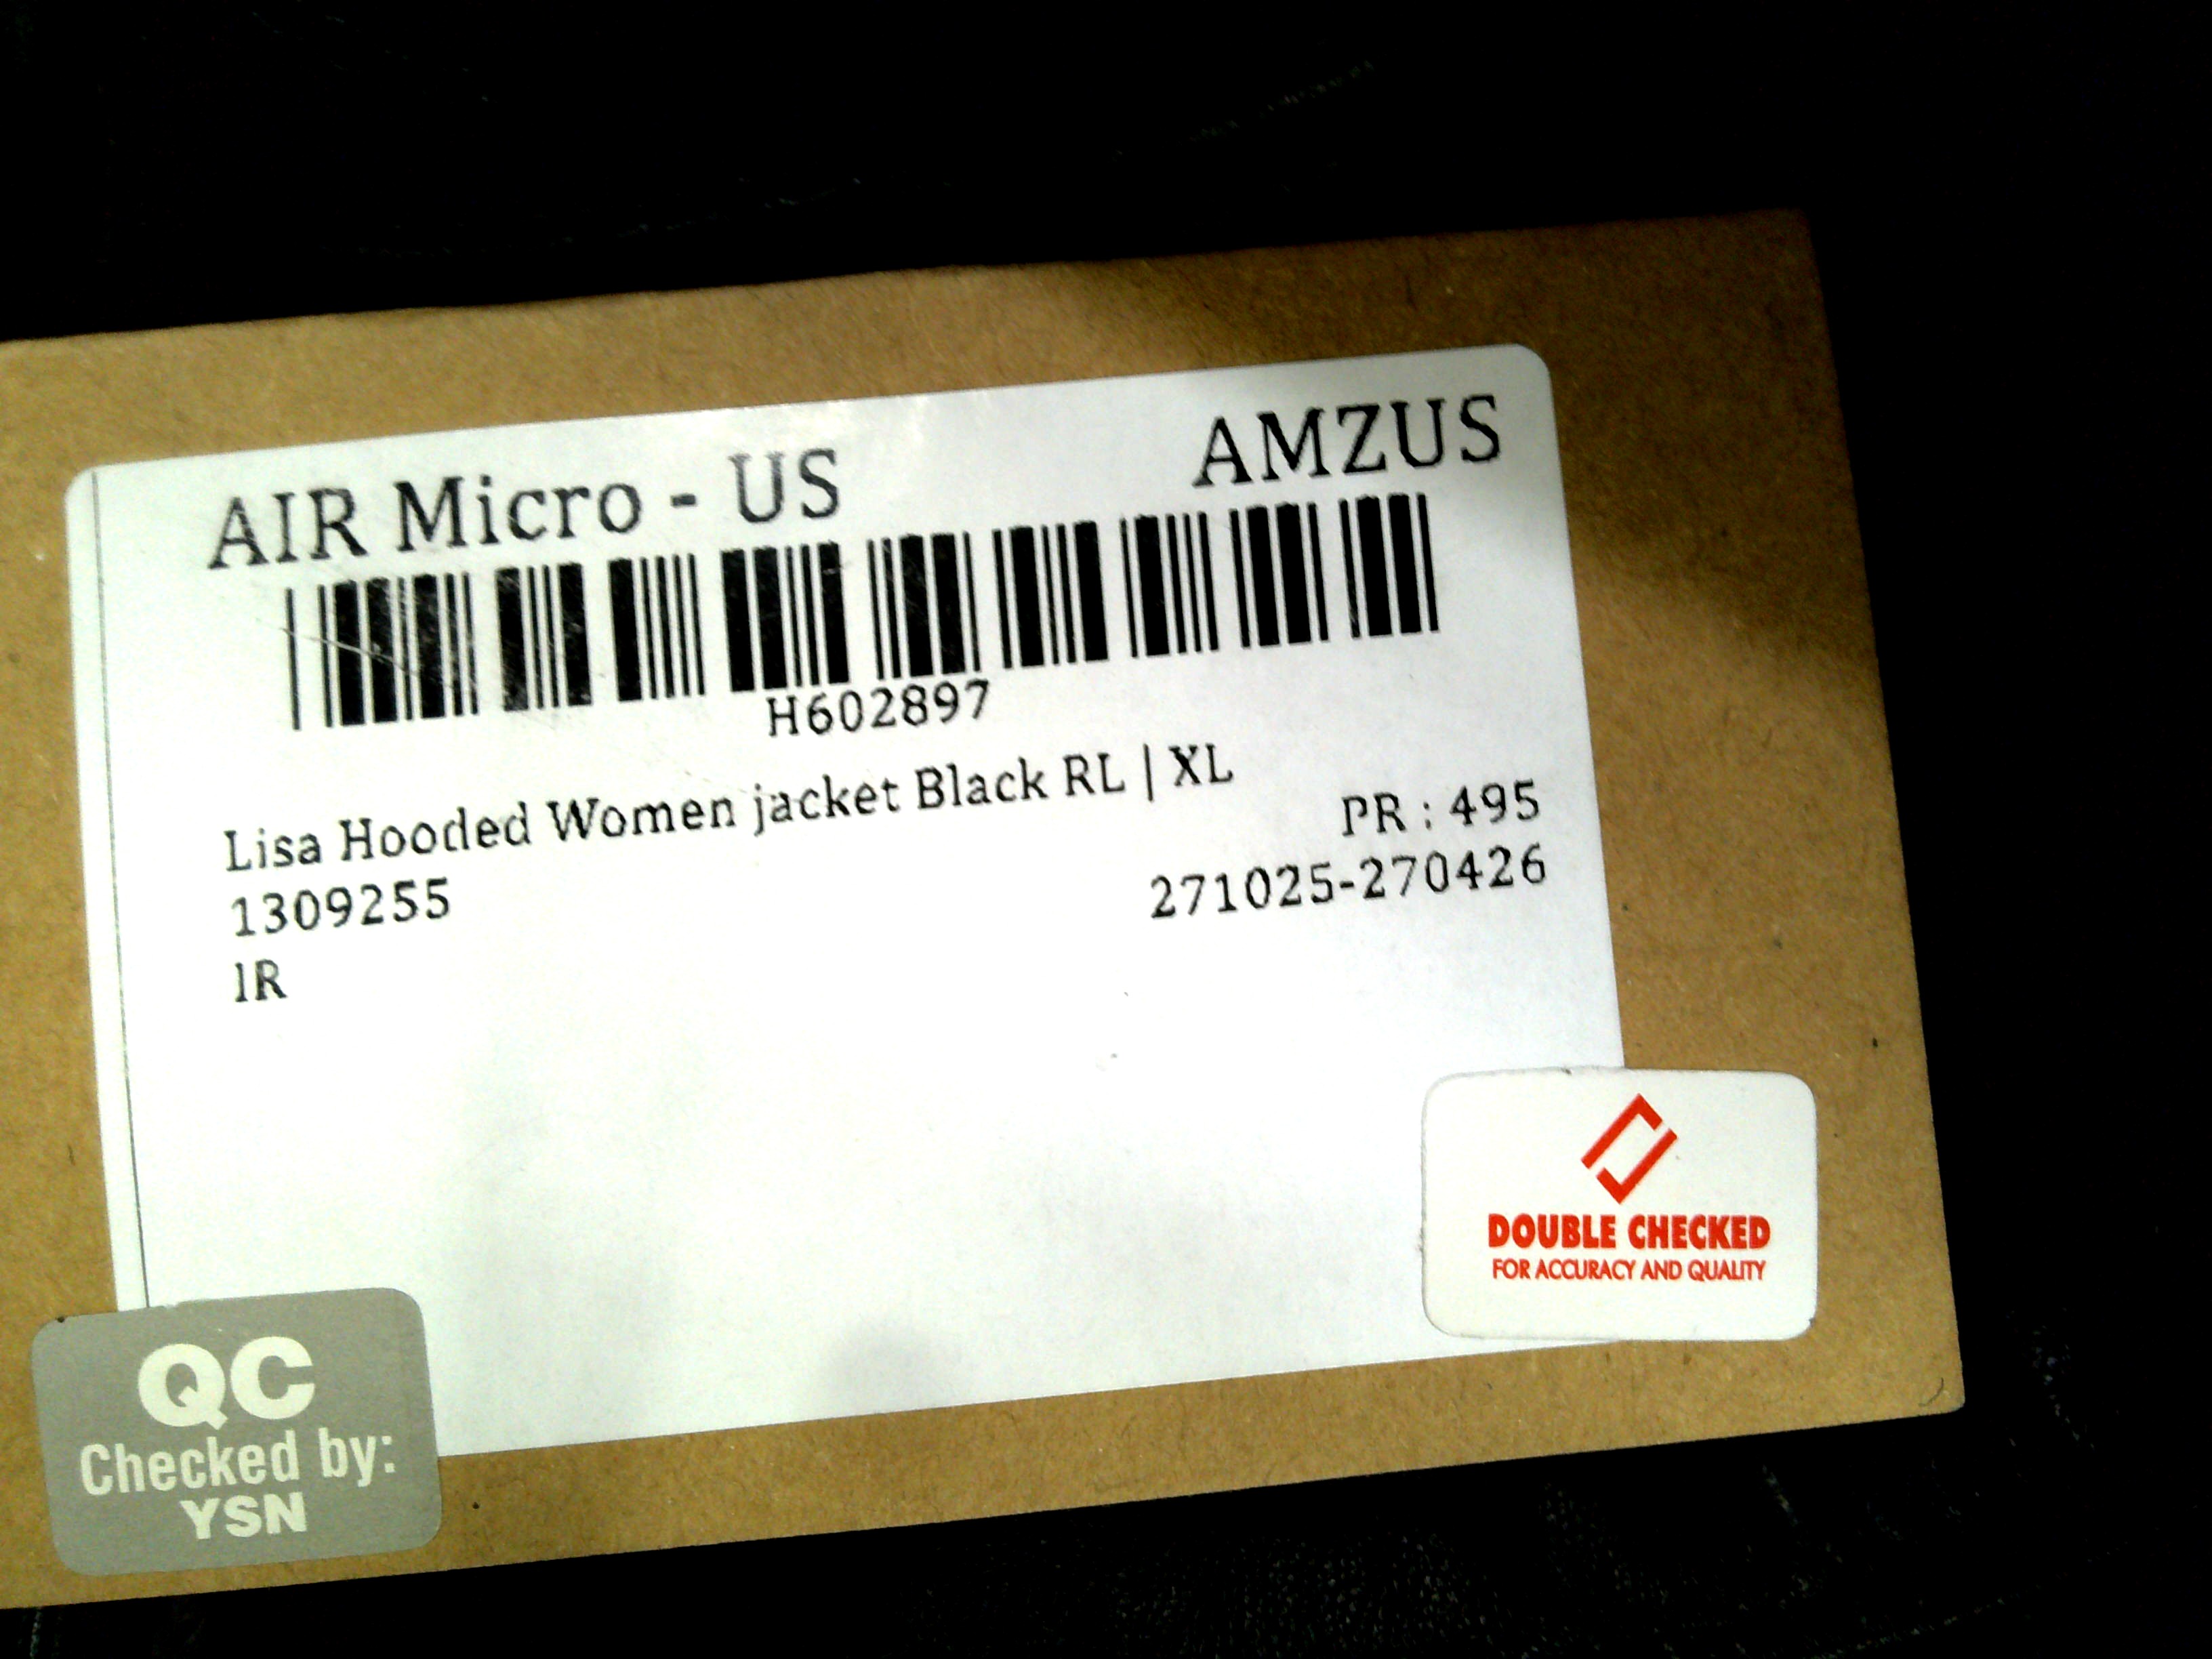 AIR Micro - US AMZUS
H602897
Lisa Hooded Women jacket Black RL | XL
PR : 495
1309255 271025-270426
1R
DOUBLE CHECKED
FOR ACCURACY AND QUALITY
QC
Checked by:
YSN